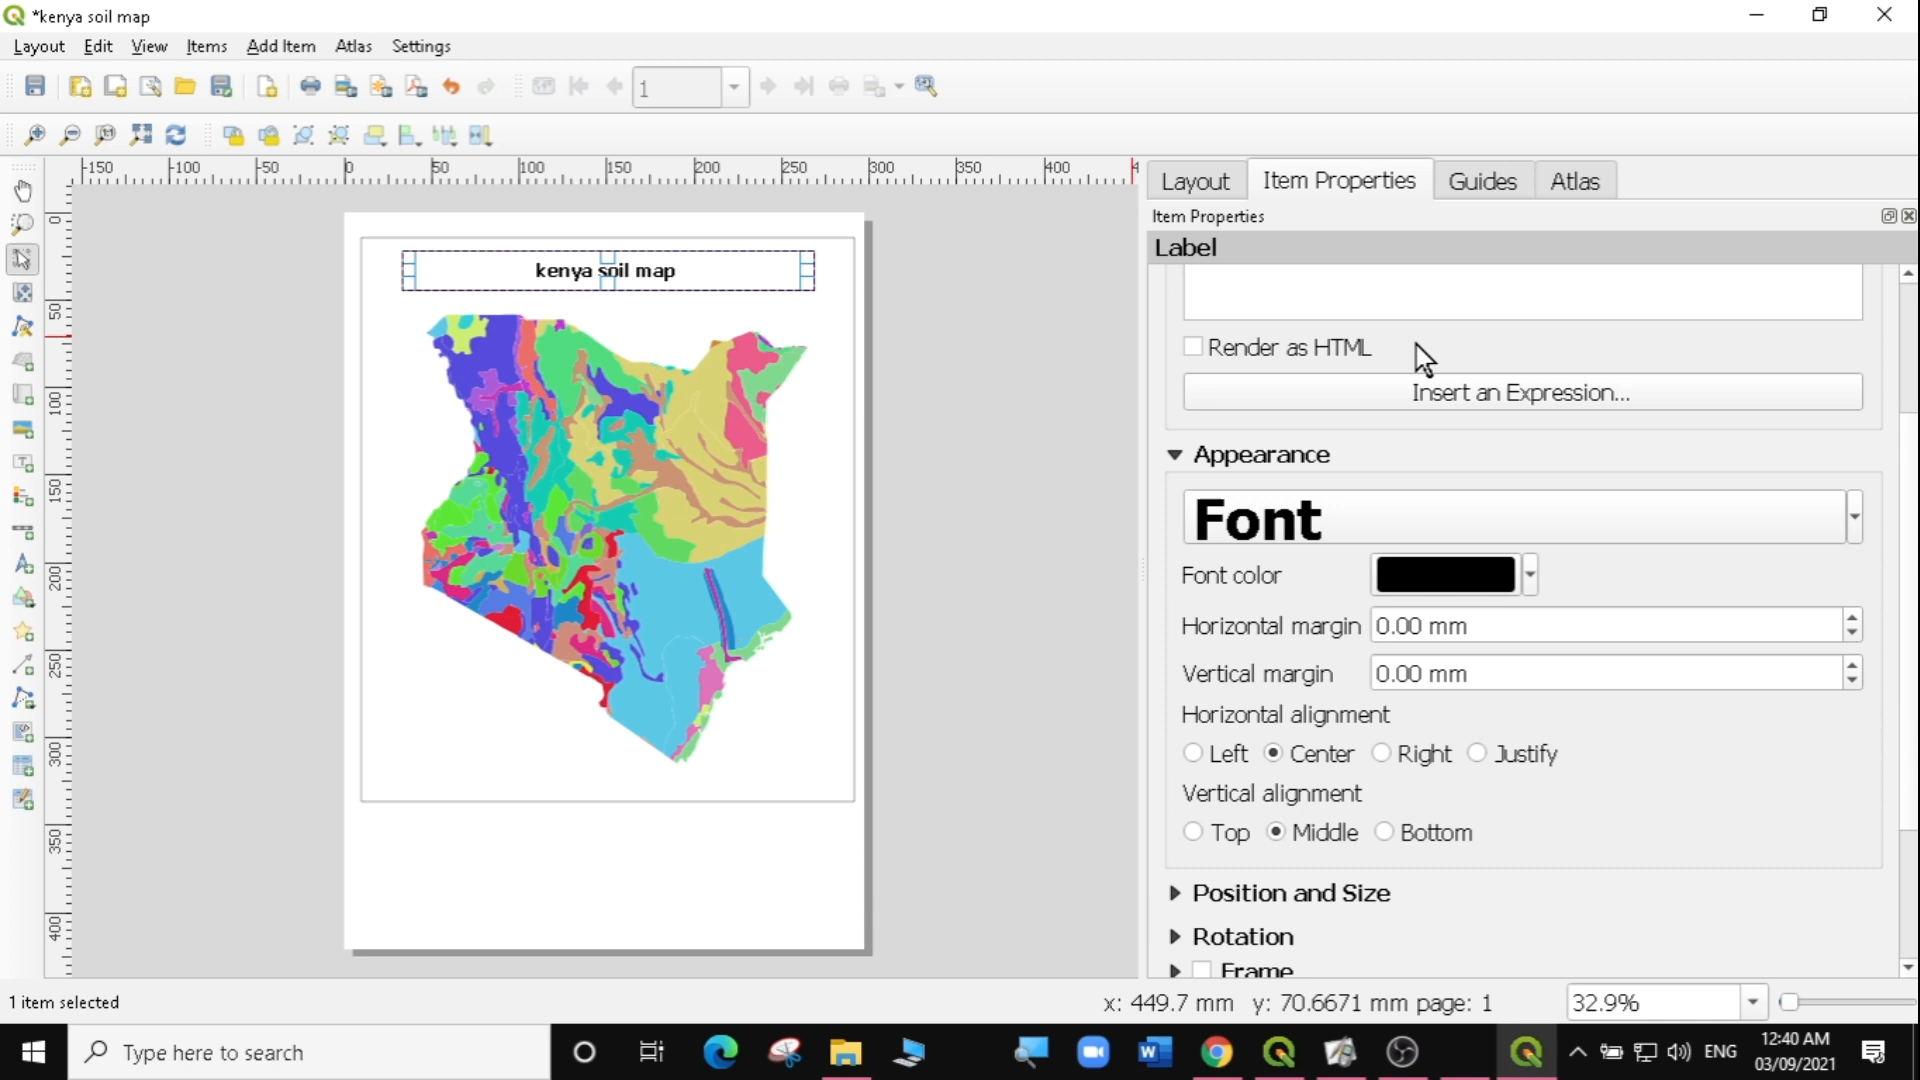 *kenya soil map
Layout Edit View Items Add Item Atlas Settings
1
-150 -100 -50 0 50 100 150 200 250 300 350 400
Layout Item Properties Guides Atlas
Item Properties
Label
0
50
100
150
200
250
300
350
400
kenya soil map
Render as HTML
Insert an Expression...
Appearance
Font
Font color
Horizontal margin 0.00 mm
Vertical margin 0.00 mm
Horizontal alignment
Left Center Right Justify
Vertical alignment
Top Middle Bottom
Position and Size
Rotation
Frame
1 item selected
x: 449.7 mm y: 70.6671 mm page: 1 32.9%
Type here to search
ENG
12:40 AM
03/09/2021